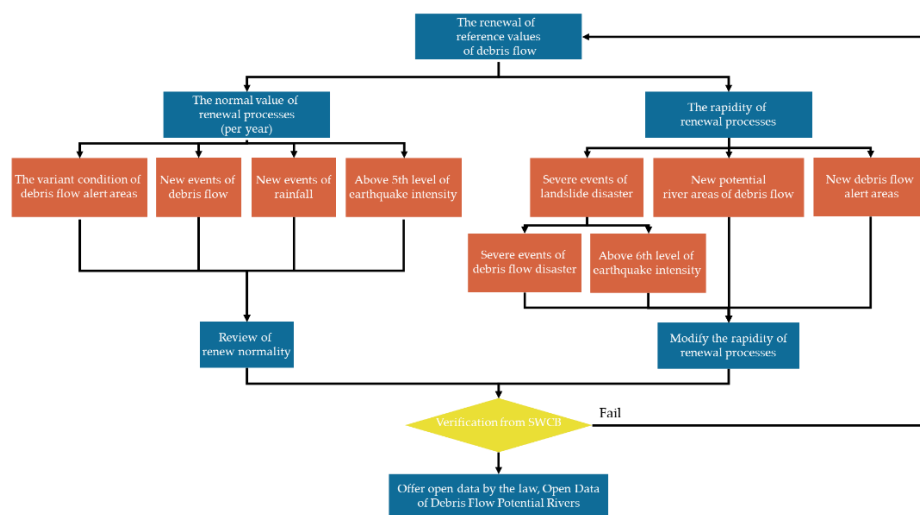 The renewal of
reference values
of debris flow
The normal value of
renewal processes
(per year)
The rapidity of
renewal processes
The variant condition of
debris flow alert areas
New events of
debris flow
New events
of rainfall
Above 5th level of
earthquake intensity
Severe events of
landslide disaster
New potential
river areas of debris flow
New debris flow
alert areas
Severe events of
debris flow disaster
Above 6th level of
earthquake intensity
Review of
renew normality
Modify the rapidity of
renewal processes
Verification from SWCB
Fail
Offer open data by the law, Open Data
of Debris Flow Potential Rivers